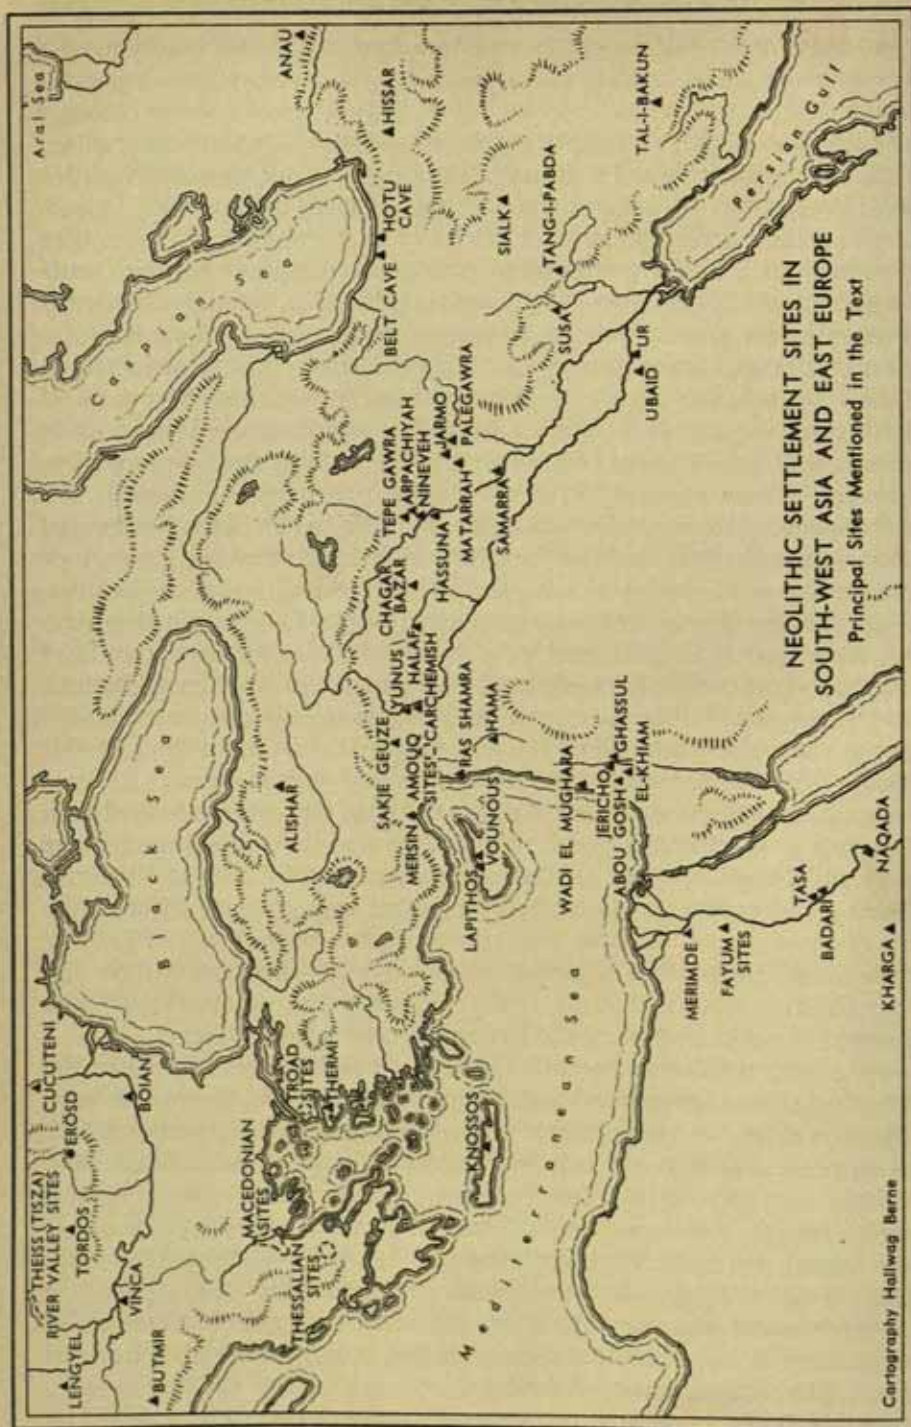 Aral Sea
ANAU
HISSAR
Caspian Sea
HOTU
CAVE
BELT CAVE
SIALK
TANG-I-PABDA
TAL-I-BAKUN
Persian Gulf
SUSA
UR
UBAID
TEPE GAWRA
ARPACHIYAH
NINEVEH
JARMO
PALEGAWRA
HASSUNA
MATARRAH
SAMARRA
CHAGAR
BAZAR
YUNUS
HALAF
CARCHEMISH
SAKJE GEUZE
AMOUQ
SITES
MERSIN
RAS SHAMRA
HAMA
Black Sea
ALISHAR
LAPITHOS
VOUNOUS
WADI EL MUGHARA
JERICHO
ABOU GOSH
GHASSUL
EL-KHIAM
MERIMDE
FAYUM
SITES
TASA
BADARI
NAQADA
KHARGA
CUCUTENI
ERÖSD
BOIAN
THEISS (TISZA)
RIVER VALLEY SITES
TORDOS
VINCA
LENGYEL
BUTMIR
MACEDONIAN
SITES
TROAD
SITES
THERMI
THESSALIAN
SITES
KNOSSOS
Mediterranean Sea
NEOLITHIC SETTLEMENT SITES IN
SOUTH-WEST ASIA AND EAST EUROPE
Principal Sites Mentioned in the Text
Cartography Hallwag Berne